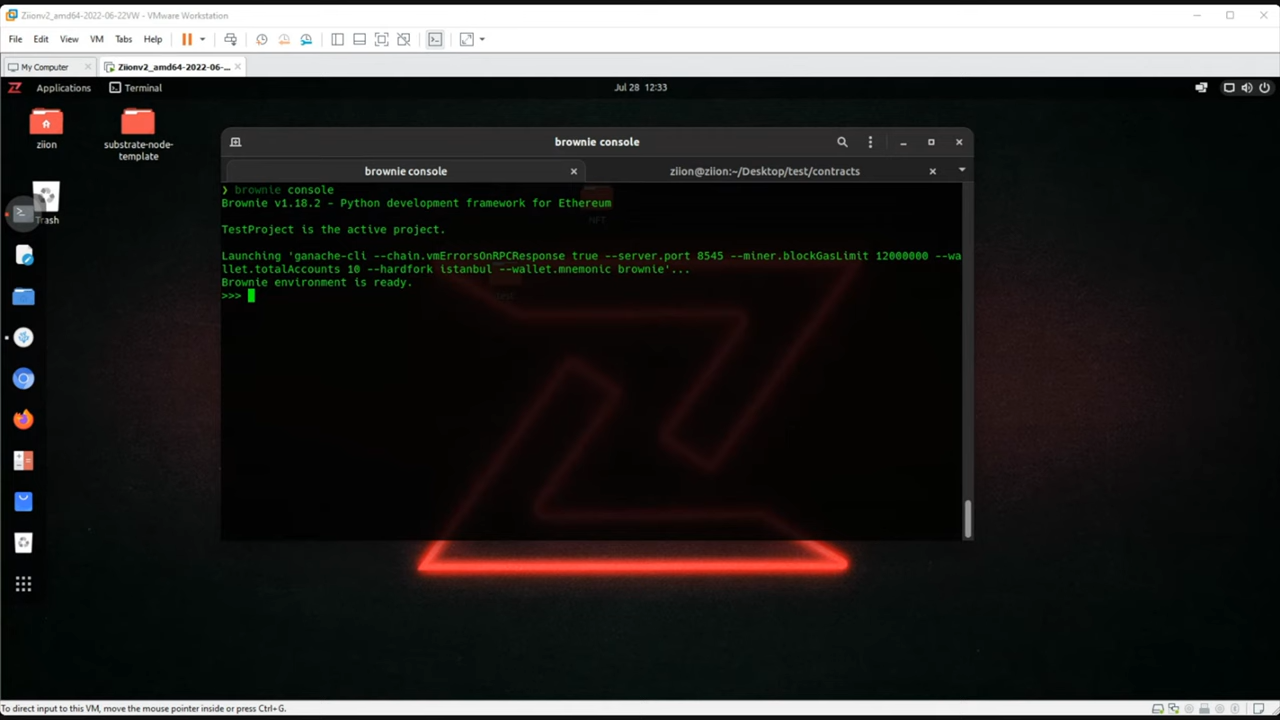 Ziionv2_amd64-2022-06-22VW - VMware Workstation
File Edit View VM Tabs Help
My Computer
Ziionv2_amd64-2022-06-...
Applications
Terminal
Jul 28 12:33
ziion
substrate-node-
template
Trash
brownie console
brownie console
ziion@ziion:~/Desktop/test/contracts
❯ brownie console
Brownie v1.18.2 - Python development framework for Ethereum
TestProject is the active project.
Launching 'ganache-cli --chain.vmErrorsOnRPCResponse true --server.port 8545 --miner.blockGasLimit 12000000 --wa
llet.totalAccounts 10 --hardfork istanbul --wallet.mnemonic brownie'...
Brownie environment is ready.
>>>
To direct input to this VM, move the mouse pointer inside or press Ctrl+G.